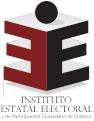 INSTITUTO
ESTATAL ELECTORAL
y de Participación Ciudadana de Oaxaca